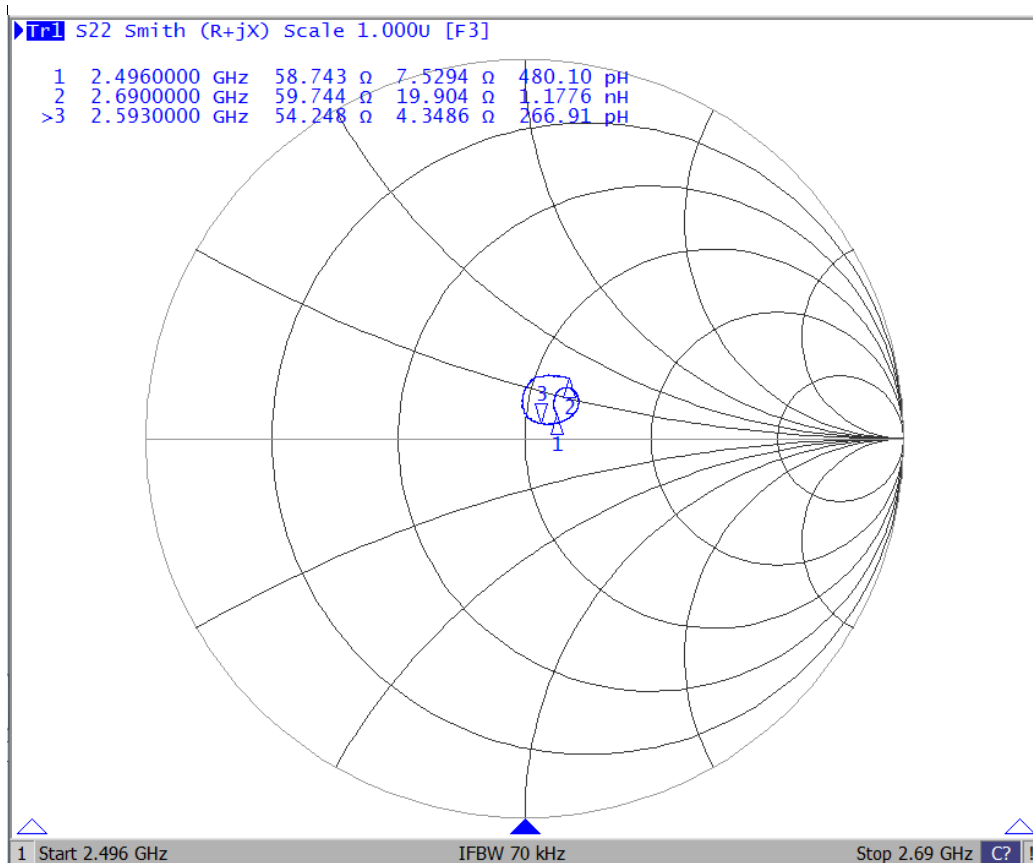 Tr1 S22 Smith (R+jX) Scale 1.000U [F3]
1 2.4960000 GHz 58.743 Ω 7.5294 Ω 480.10 pH
2 2.6900000 GHz 59.744 Ω 19.904 Ω 1.1776 nH
>3 2.5930000 GHz 54.248 Ω 4.3486 Ω 266.91 pH
3
2
1
1 Start 2.496 GHz IFBW 70 kHz Stop 2.69 GHz C? !